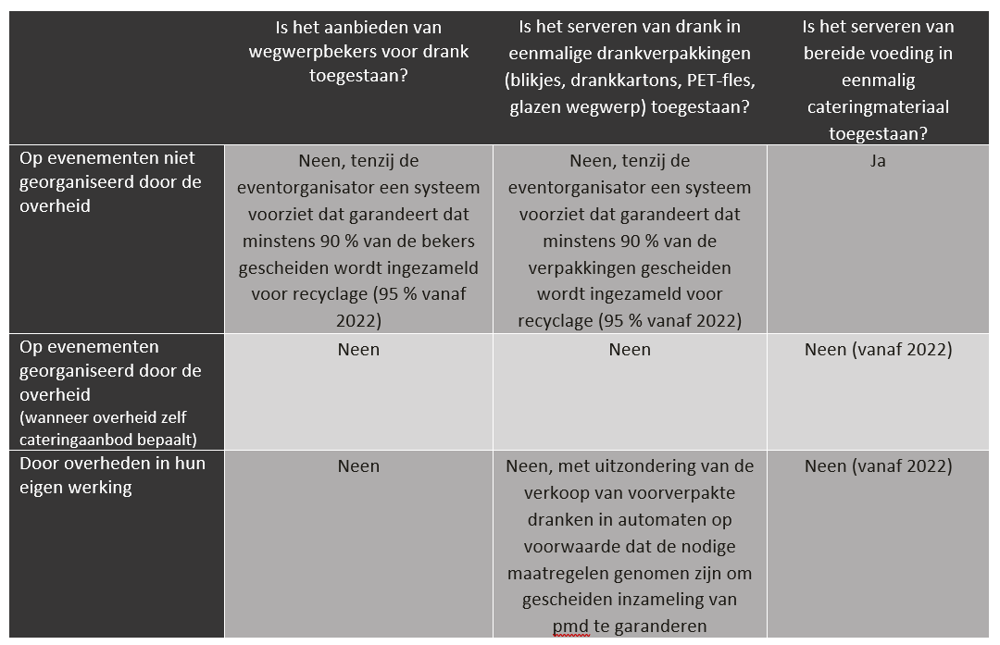 Is het aanbieden van
wegwerpbekers voor drank
toegestaan?
Is het serveren van drank in
eenmalige drankverpakkingen
(blikjes, drankkartons, PET-fles,
glazen wegwerp) toegestaan?
Is het serveren van
bereide voeding in
eenmalig
cateringmateriaal
toegestaan?
Op evenementen niet
georganiseerd door de
overheid
Neen, tenzij de
eventorganisator een systeem
voorziet dat garandeert dat
minstens 90 % van de bekers
gescheiden wordt ingezameld
voor recyclage (95 % vanaf
2022)
Neen, tenzij de
eventorganisator een systeem
voorziet dat garandeert dat
minstens 90 % van de
verpakkingen gescheiden
wordt ingezameld voor
recyclage (95 % vanaf 2022)
Ja
Op evenementen
georganiseerd door de
overheid
(wanneer overheid zelf
cateringaanbod bepaalt)
Neen
Neen
Neen (vanaf 2022)
Door overheden in hun
eigen werking
Neen
Neen, met uitzondering van de
verkoop van voorverpakte
dranken in automaten op
voorwaarde dat de nodige
maatregelen genomen zijn om
gescheiden inzameling van
pmd te garanderen
Neen (vanaf 2022)